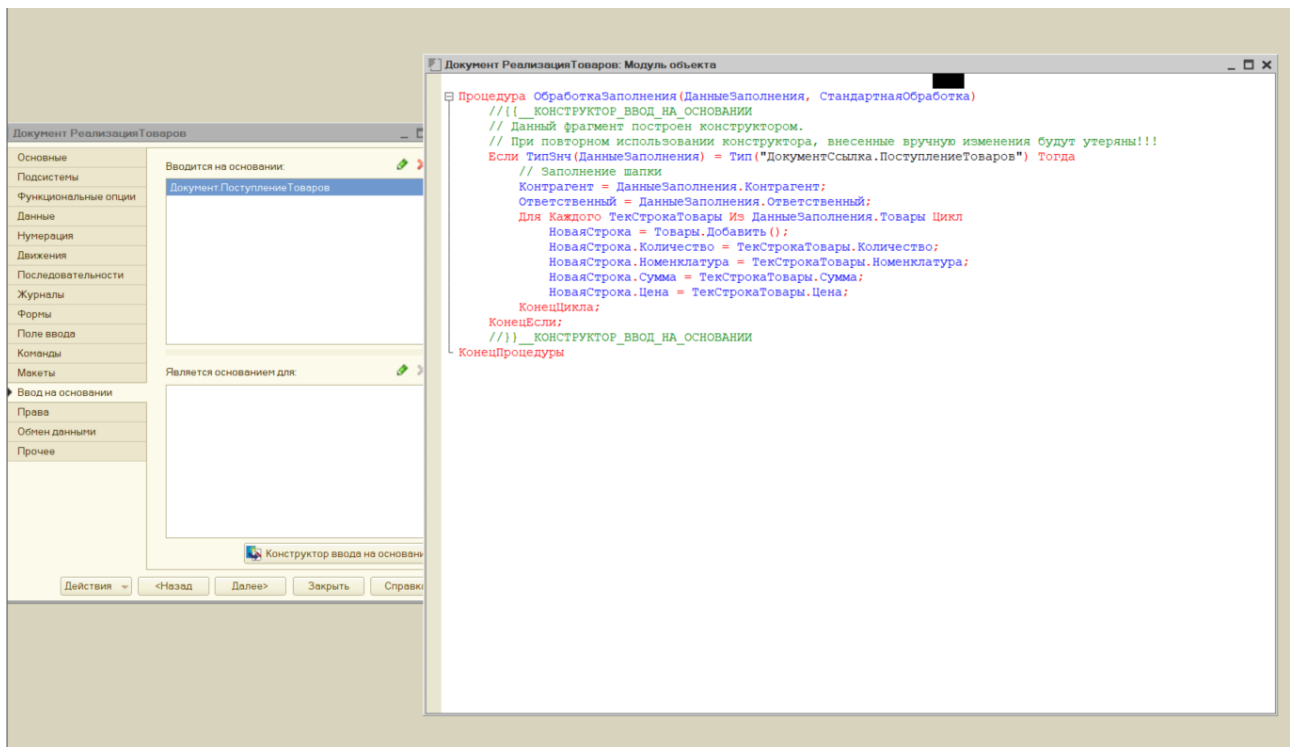 Документ РеализацияТоваров
Основные
Подсистемы
Функциональные опции
Данные
Нумерация
Движения
Последовательности
Журналы
Формы
Поле ввода
Команды
Макеты
Ввод на основании
Права
Обмен данными
Прочее
Вводится на основании:
Документ.ПоступлениеТоваров
Является основанием для:
Конструктор ввода на основани
Действия
<Назад
Далее>
Закрыть
Справк
Документ РеализацияТоваров: Модуль объекта
Процедура ОбработкаЗаполнения(ДанныеЗаполнения, СтандартнаяОбработка)
//{{__КОНСТРУКТОР_ВВОД_НА_ОСНОВАНИИ
// Данный фрагмент построен конструктором.
// При повторном использовании конструктора, внесенные вручную изменения будут утеряны!!!
Если ТипЗнч(ДанныеЗаполнения) = Тип("ДокументСсылка.ПоступлениеТоваров") Тогда
// Заполнение шапки
Контрагент = ДанныеЗаполнения.Контрагент;
Ответственный = ДанныеЗаполнения.Ответственный;
Для Каждого ТекСтрокаТовары Из ДанныеЗаполнения.Товары Цикл
НоваяСтрока = Товары.Добавить();
НоваяСтрока.Количество = ТекСтрокаТовары.Количество;
НоваяСтрока.Номенклатура = ТекСтрокаТовары.Номенклатура;
НоваяСтрока.Сумма = ТекСтрокаТовары.Сумма;
НоваяСтрока.Цена = ТекСтрокаТовары.Цена;
КонецЦикла;
КонецЕсли;
//}}__КОНСТРУКТОР_ВВОД_НА_ОСНОВАНИИ
КонецПроцедуры